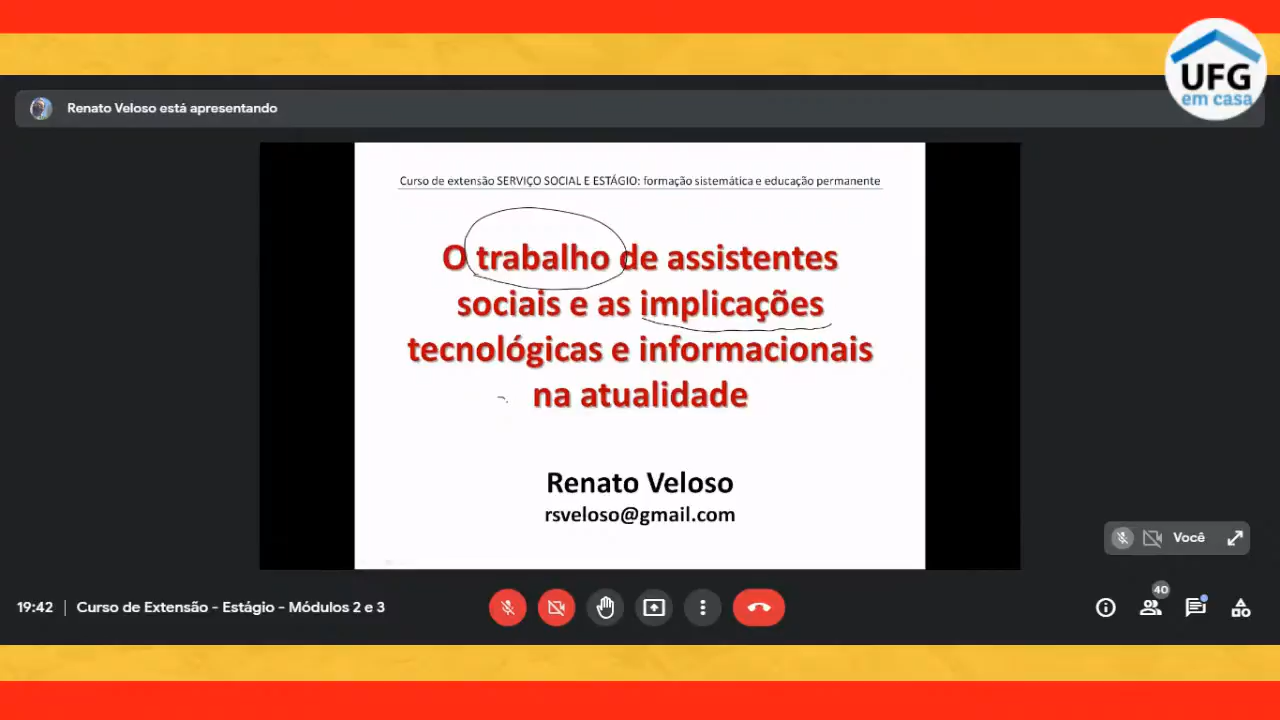 UFG
em casa
Renato Veloso está apresentando
Curso de extensão SERVIÇO SOCIAL E ESTÁGIO: formação sistemática e educação permanente
O trabalho de assistentes
sociais e as implicações
tecnológicas e informacionais
na atualidade
Renato Veloso
rsveloso@gmail.com
Você
19:42 | Curso de Extensão - Estágio - Módulos 2 e 3
40